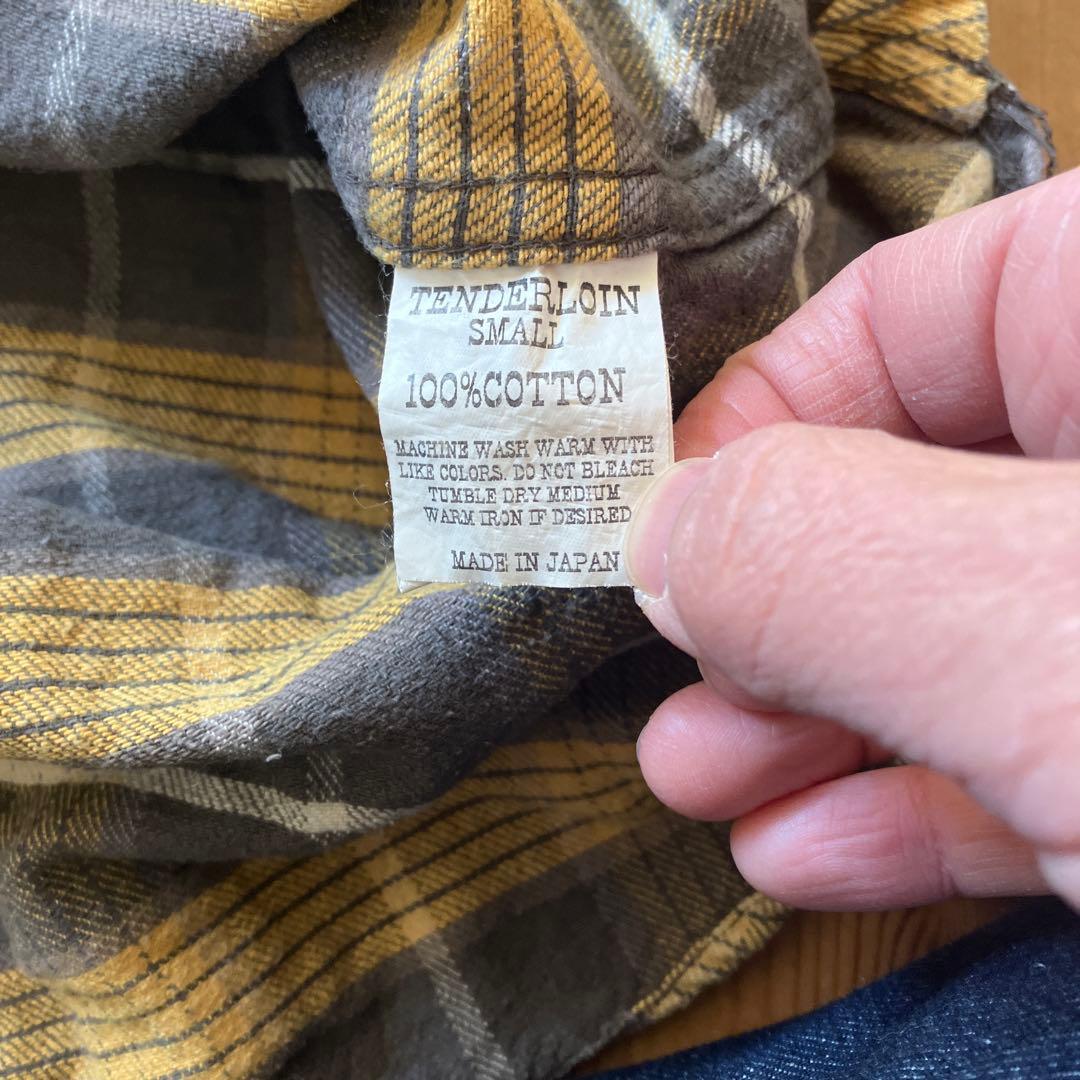 TENDERLOIN
SMALL
100%COTTON
MACHINE WASH WARM WITH
LIKE COLORS. DO NOT BLEACH
TUMBLE DRY MEDIUM
WARM IRON IF DESIRED
MADE IN JAPAN